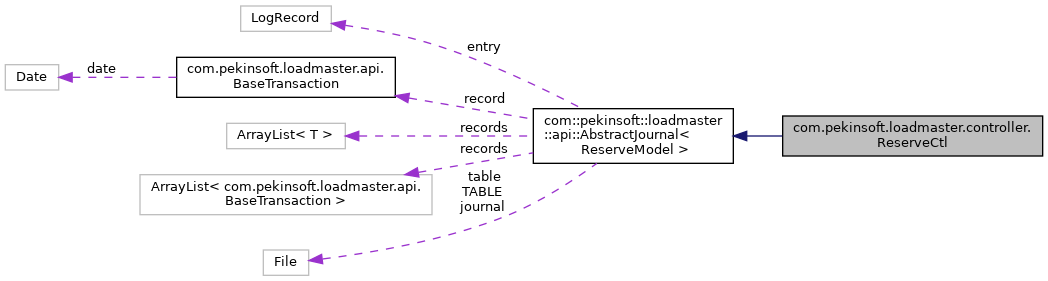 LogRecord
entry
Date
date
com.pekinsoft.loadmaster.api.
BaseTransaction
record
ArrayList< T >
records
records
ArrayList< com.pekinsoft.loadmaster.api.
BaseTransaction >
table
TABLE
journal
File
com::pekinsoft::loadmaster
::api::AbstractJournal<
ReserveModel >
com.pekinsoft.loadmaster.controller.
ReserveCtl